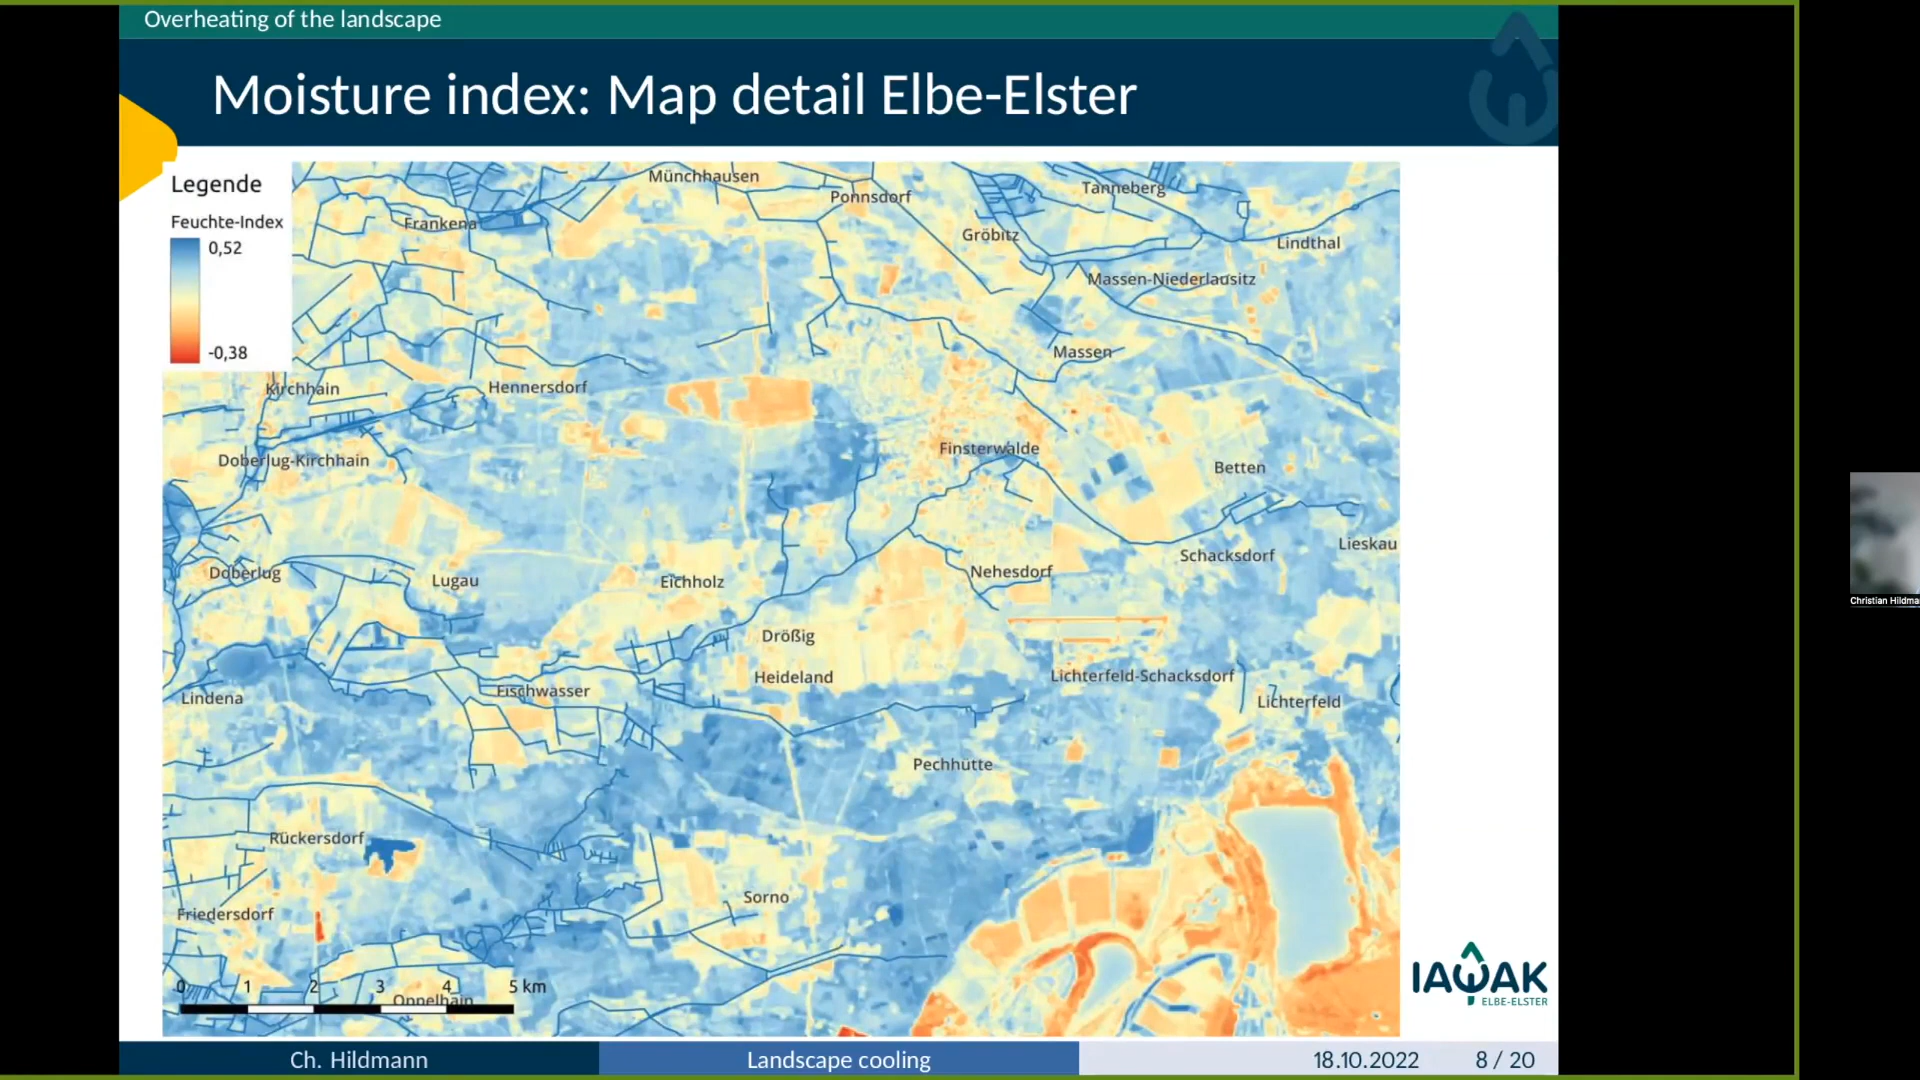 Overheating of the landscape
Moisture index: Map detail Elbe-Elster
Legende
Feuchte-Index
0,52
-0,38
Münchhausen
Ponnsdorf
Tanneberg
Frankena
Gröbitz
Lindthal
Massen-Niederlausitz
Massen
Kirchhain
Hennersdorf
Finsterwalde
Doberlug-Kirchhain
Betten
Lieskau
Schacksdorf
Doberlug
Lugau
Eichholz
Nehesdorf
Drößig
Heideland
Lichterfeld-Schacksdorf
Lindena
Fischwasser
Lichterfeld
Pechhütte
Rückersdorf
Sorno
Friedersdorf
0 1 2 3 4 5 km
Oppelhain
IAWAK
ELBE-ELSTER
Christian Hildma
Ch. Hildmann
Landscape cooling
18.10.2022
8 / 20